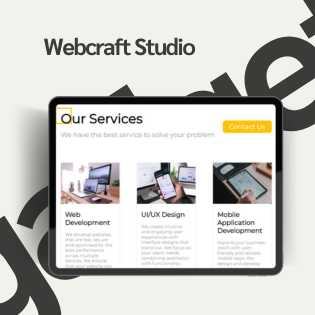 Webcraft Studio
Our Services
We have the best service to solve your problem
Contact Us
Web
Development
We develop websites
that are fast, secure
and optimized for the
best performance
across multiple
devices. We ensure
that your website not
UI/UX Design
We create intuitive
and engaging user
experiences with
interface designs that
stand out. We focus on
your users' needs,
combining aesthetics
with functionality
Mobile
Application
Development
Expand your business
reach with user-
friendly and reliable
mobile apps. We
design and develop